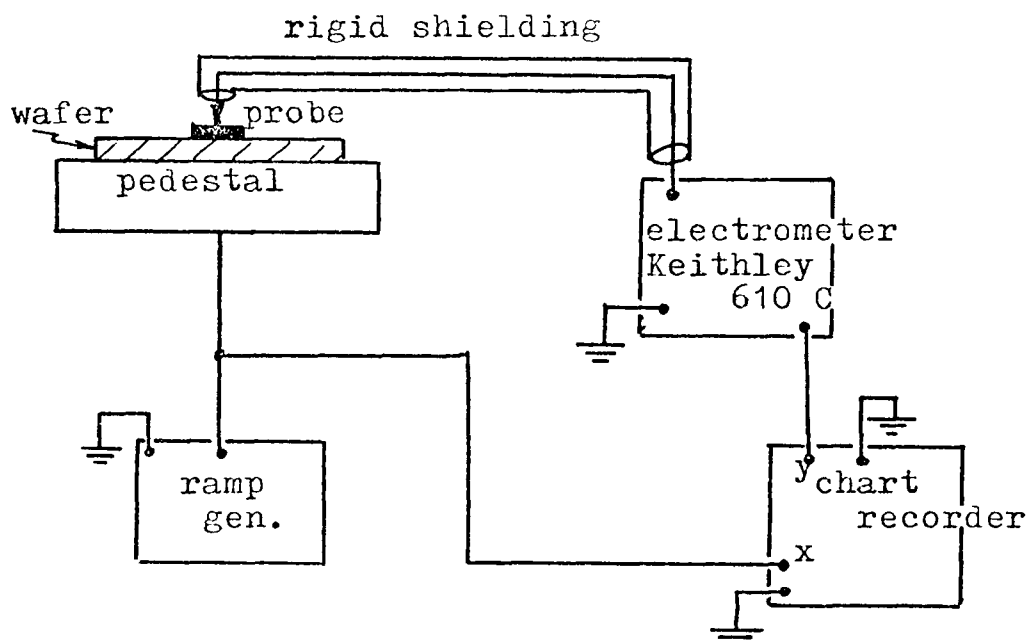 rigid shielding
wafer
probe
pedestal
electrometer
Keithley
610 C
ramp
gen.
y
chart
recorder
x